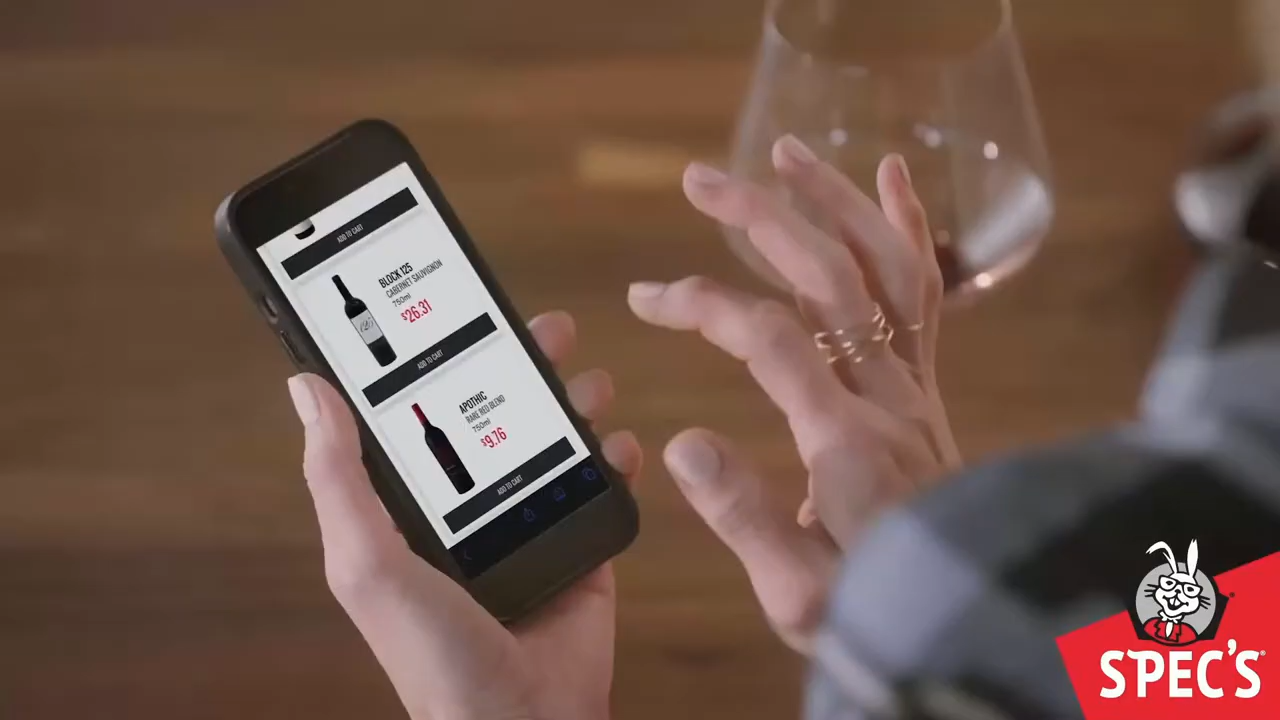 ADD TO CART
BLOCK 125
CABERNET SAUVIGNON
750ml
$26.31
ADD TO CART
APOTHIC
RARE RED BLEND
750ml
$9.76
ADD TO CART
SPEC'S